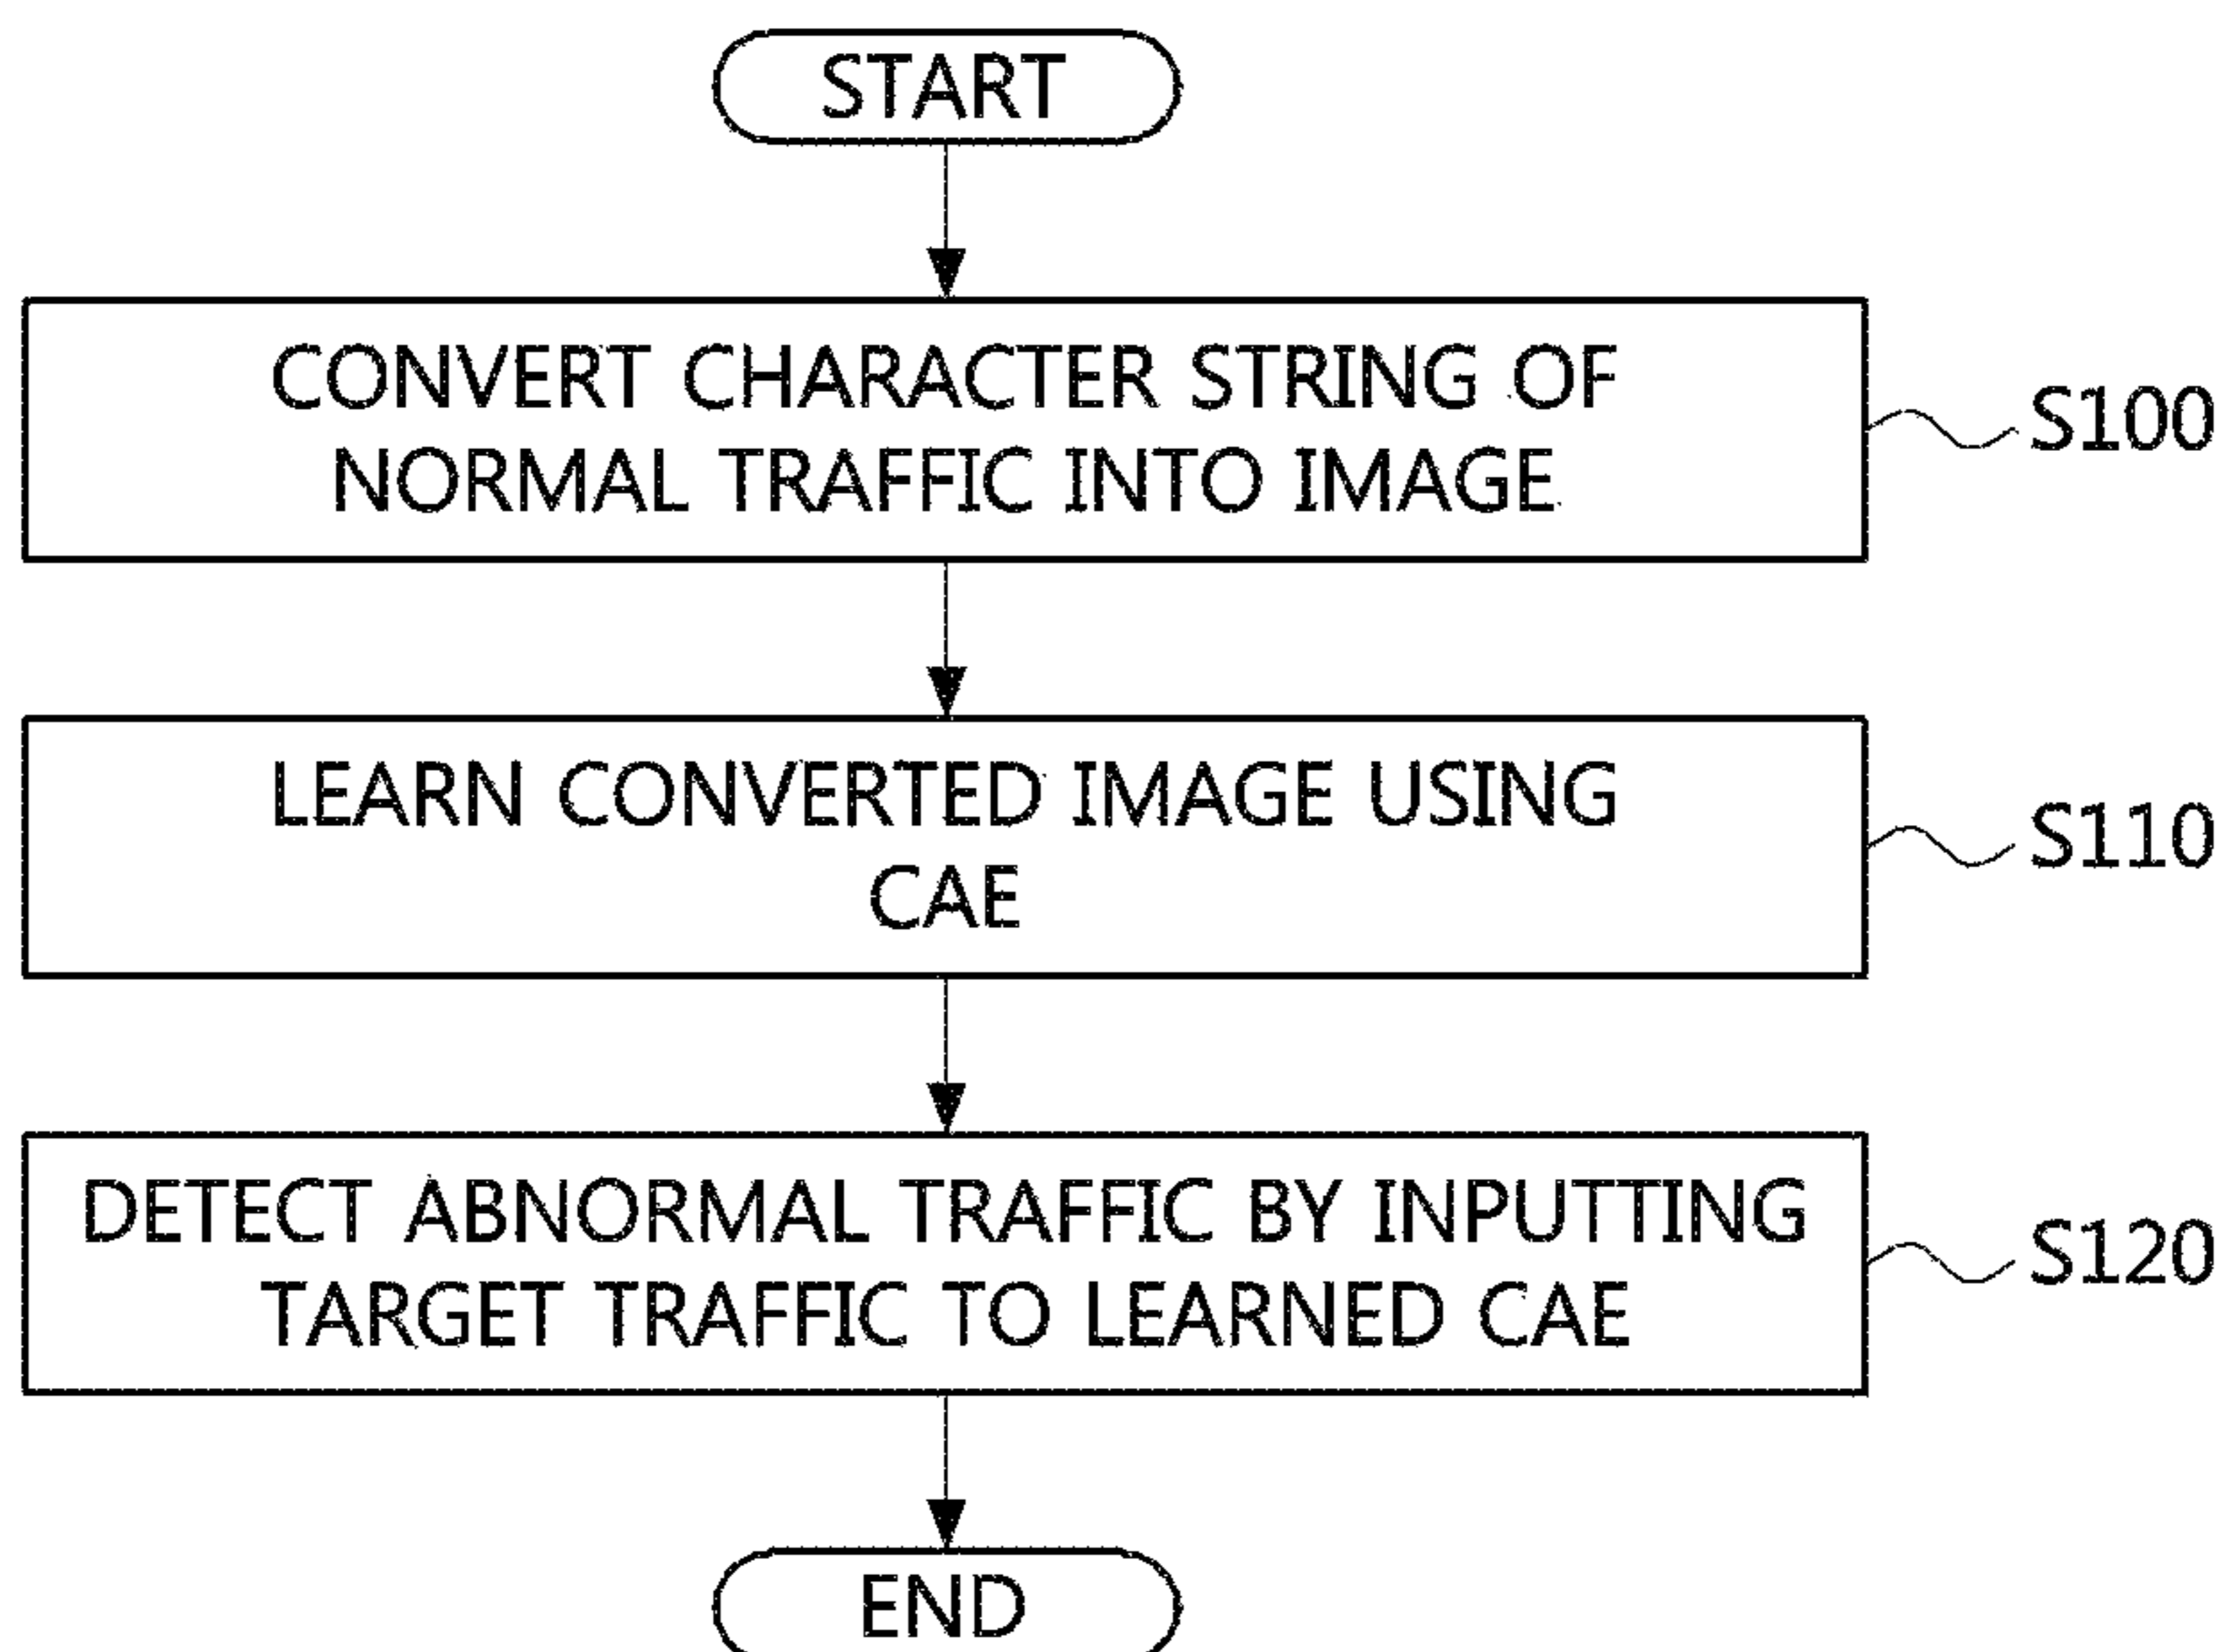 START
CONVERT CHARACTER STRING OF
NORMAL TRAFFIC INTO IMAGE
S100
LEARN CONVERTED IMAGE USING
CAE
S110
DETECT ABNORMAL TRAFFIC BY INPUTTING
TARGET TRAFFIC TO LEARNED CAE
S120
END